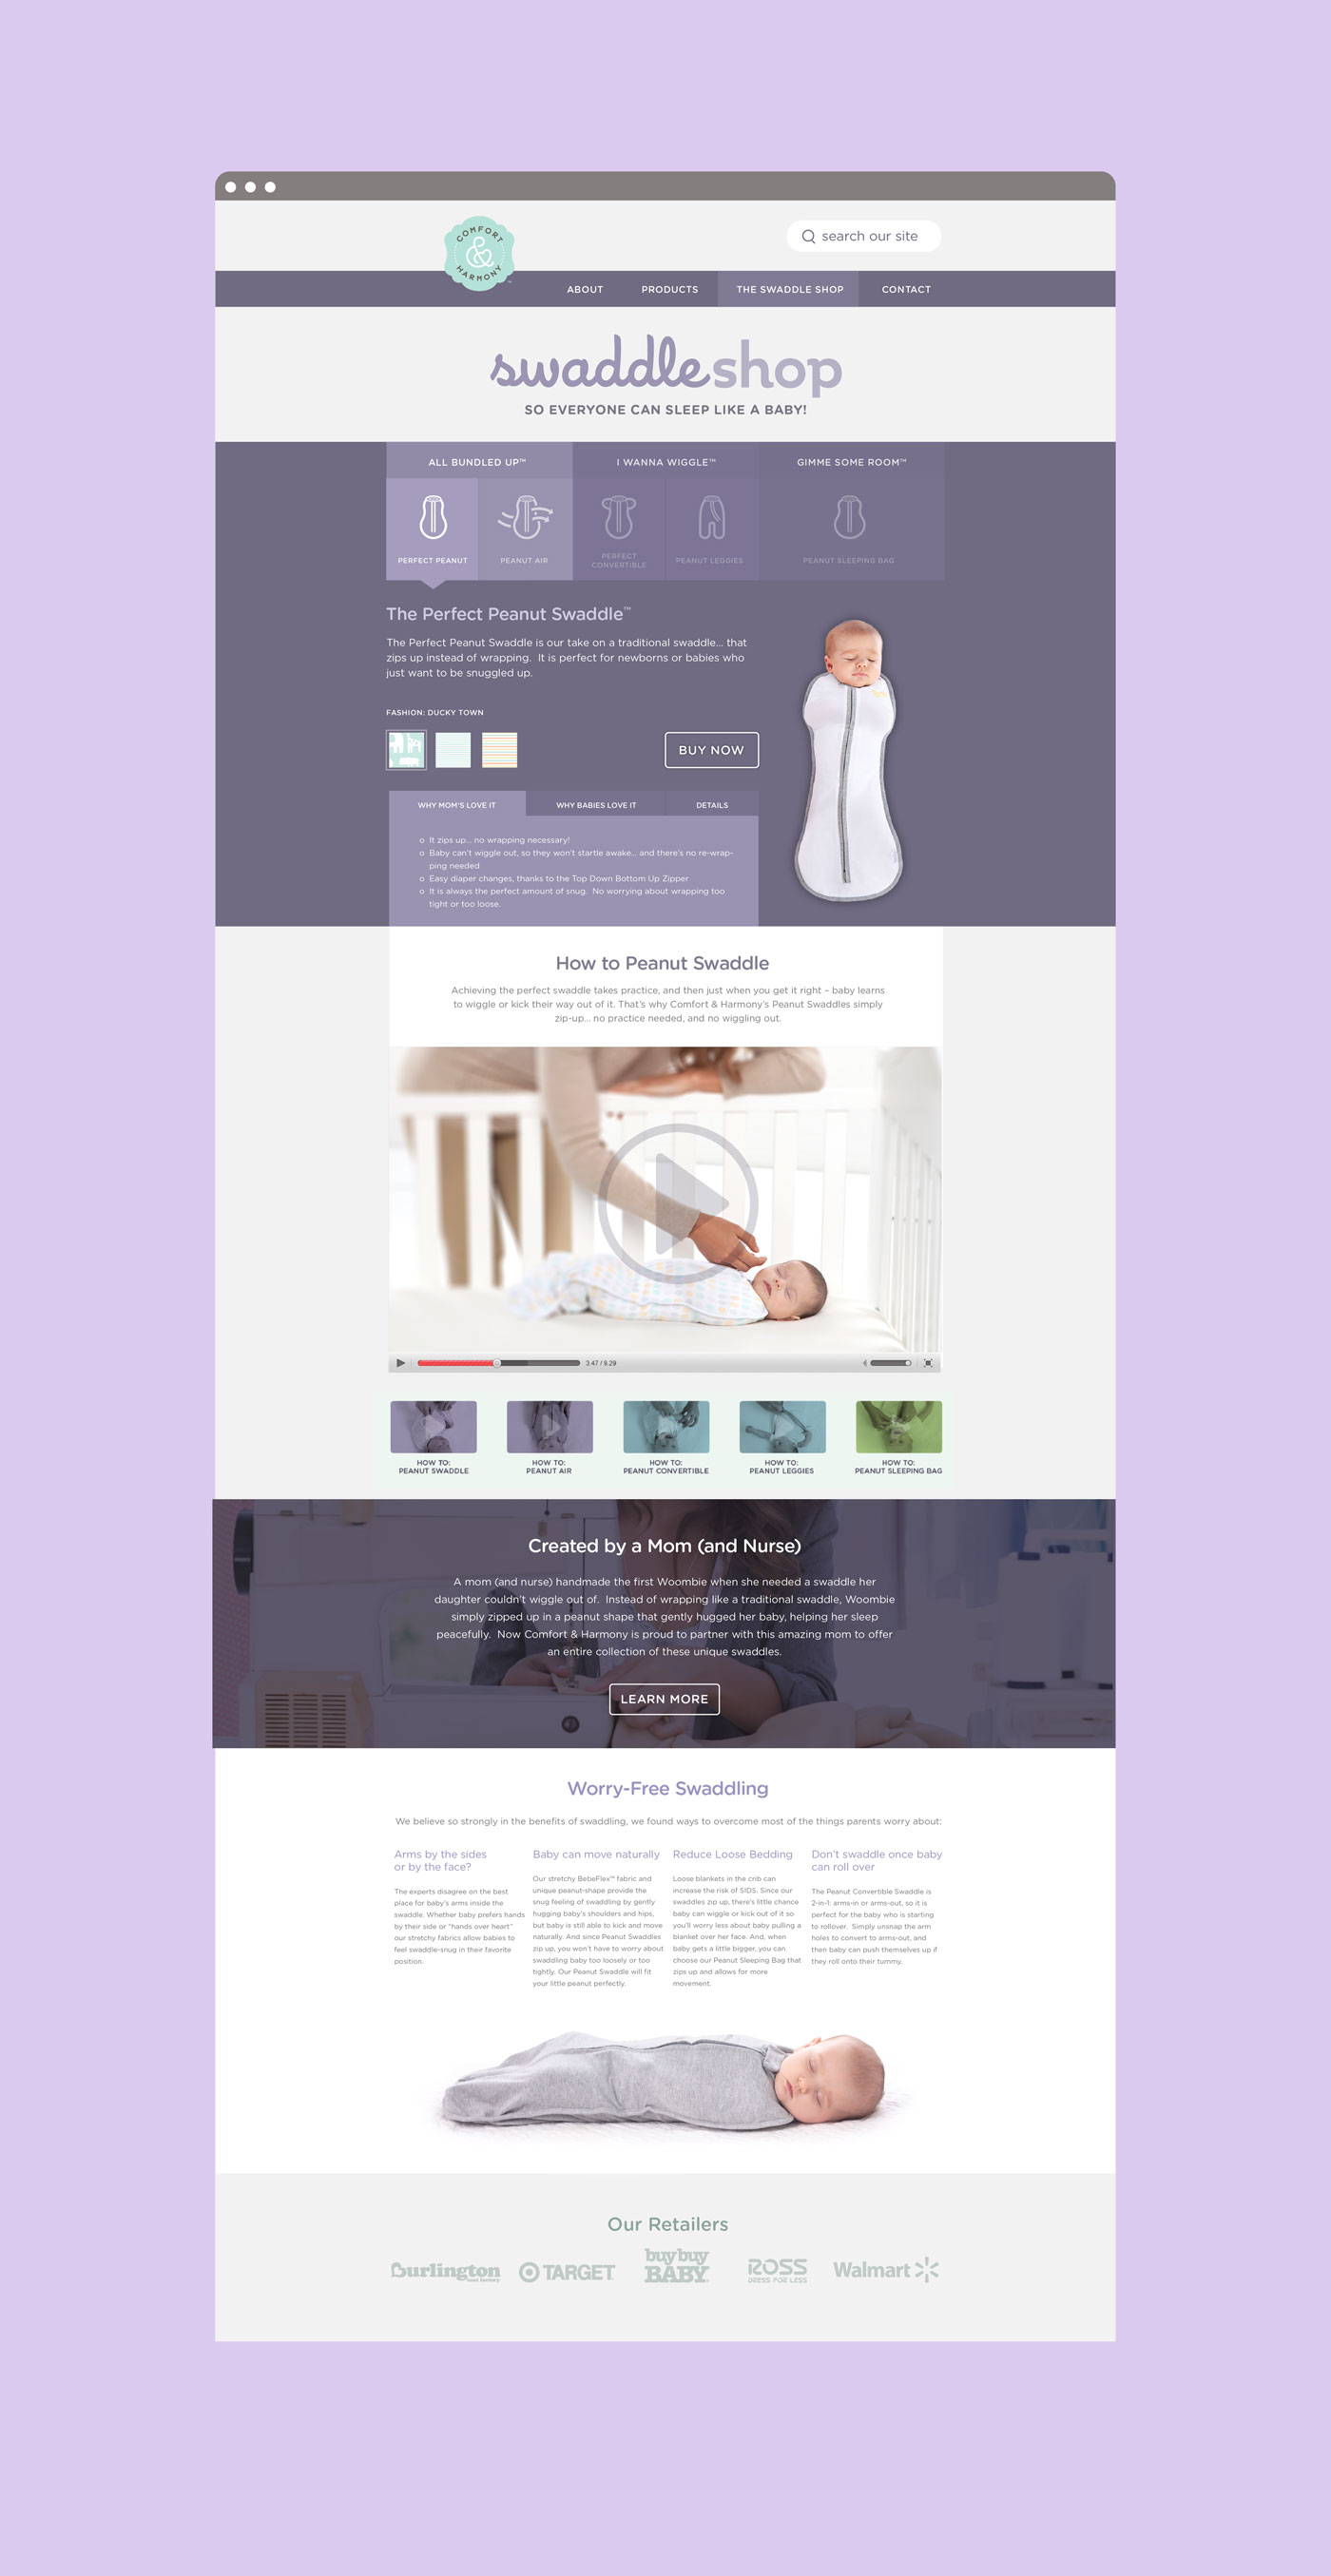 COMFORT
&
HARMONY
™
search our site
ABOUT PRODUCTS THE SWADDLE SHOP CONTACT
swaddle shop
SO EVERYONE CAN SLEEP LIKE A BABY!
ALL BUNDLED UP™ I WANNA WIGGLE™ GIMME SOME ROOM™
PERFECT PEANUT PEANUT AIR PERFECT CONVERTIBLE PEANUT LEGGIES PEANUT SLEEPING BAG
The Perfect Peanut Swaddle™
The Perfect Peanut Swaddle is our take on a traditional swaddle... that
zips up instead of wrapping. It is perfect for newborns or babies who
just want to be snuggled up.
FASHION: DUCKY TOWN
BUY NOW
WHY MOM'S LOVE IT WHY BABIES LOVE IT DETAILS
o It zips up... no wrapping necessary!
o Baby can't wiggle out, so they won't startle awake... and there's no re-wrap-
ping needed
o Easy diaper changes, thanks to the Top Down Bottom Up Zipper
o It is always the perfect amount of snug. No worrying about wrapping too
tight or too loose.
How to Peanut Swaddle
Achieving the perfect swaddle takes practice, and then just when you get it right – baby learns
to wiggle or kick their way out of it. That's why Comfort & Harmony's Peanut Swaddles simply
zip-up... no practice needed, and no wiggling out.
3.47 / 9.29
HOW TO:
PEANUT SWADDLE
HOW TO:
PEANUT AIR
HOW TO:
PEANUT CONVERTIBLE
HOW TO:
PEANUT LEGGIES
HOW TO:
PEANUT SLEEPING BAG
Created by a Mom (and Nurse)
A mom (and nurse) handmade the first Woombie when she needed a swaddle her
daughter couldn't wiggle out of. Instead of wrapping like a traditional swaddle, Woombie
simply zipped up in a peanut shape that gently hugged her baby, helping her sleep
peacefully. Now Comfort & Harmony is proud to partner with this amazing mom to offer
an entire collection of these unique swaddles.
LEARN MORE
Worry-Free Swaddling
We believe so strongly in the benefits of swaddling, we found ways to overcome most of the things parents worry about:
Arms by the sides
or by the face?
The experts disagree on the best
place for baby's arms inside the
swaddle. Whether baby prefers hands
by their side or "hands over heart"
our stretchy fabrics allow babies to
feel swaddle-snug in their favorite
position.
Baby can move naturally
Our stretchy BebeFlex™ fabric and
unique peanut-shape provide the
snug feeling of swaddling by gently
hugging baby's shoulders and hips,
but baby is still able to kick and move
naturally. And since Peanut Swaddles
zip up, you won't have to worry about
swaddling baby too loosely or too
tightly. Our Peanut Swaddle will fit
your little peanut perfectly.
Reduce Loose Bedding
Loose blankets in the crib can
increase the risk of SIDS. Since our
swaddles zip up, there's little chance
baby can wiggle or kick out of it so
you'll worry less about baby pulling a
blanket over her face. And, when
baby gets a little bigger, you can
choose our Peanut Sleeping Bag that
zips up and allows for more
movement.
Don't swaddle once baby
can roll over
The Peanut Convertible Swaddle is
2-in-1: arms-in or arms-out, so it is
perfect for the baby who is starting
to rollover. Simply unsnap the arm
holes to convert to arms-out, and
then baby can push themselves up if
they roll onto their tummy.
Our Retailers
Burlington
coat factory
TARGET
buybuy
BABY
ROSS
DRESS FOR LESS
Walmart